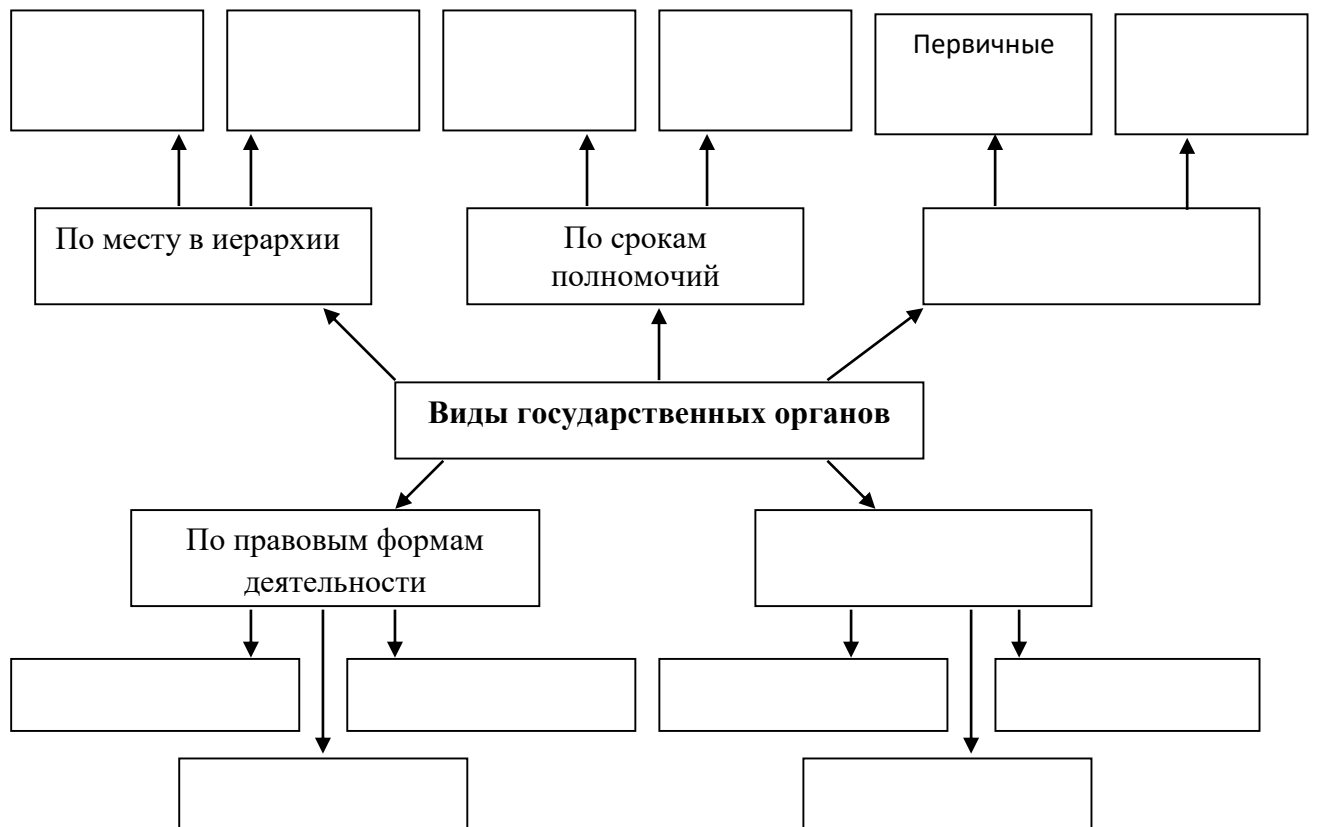 Первичные
По месту в иерархии
По срокам
полномочий
Виды государственных органов
По правовым формам
деятельности